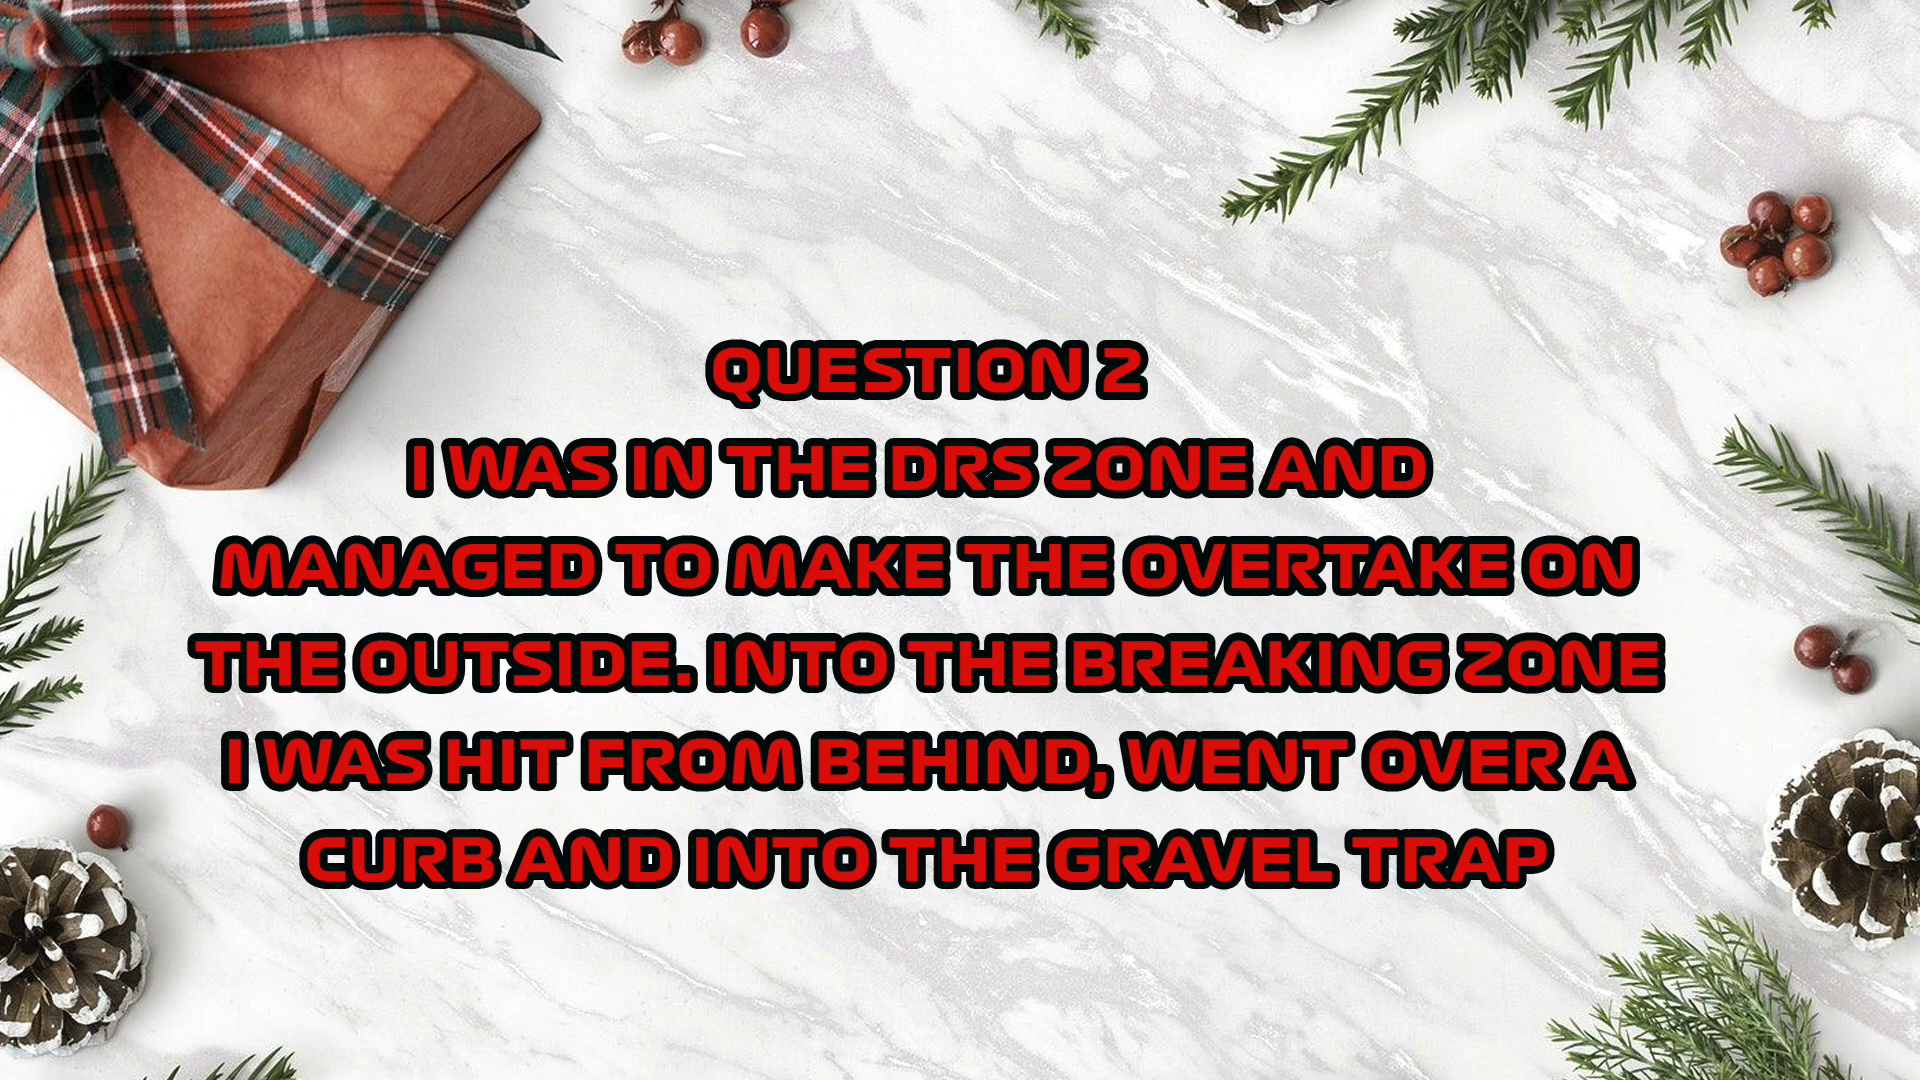 QUESTION 2
I WAS IN THE DRS ZONE AND
MANAGED TO MAKE THE OVERTAKE ON
THE OUTSIDE. INTO THE BREAKING ZONE
I WAS HIT FROM BEHIND, WENT OVER A
CURB AND INTO THE GRAVEL TRAP